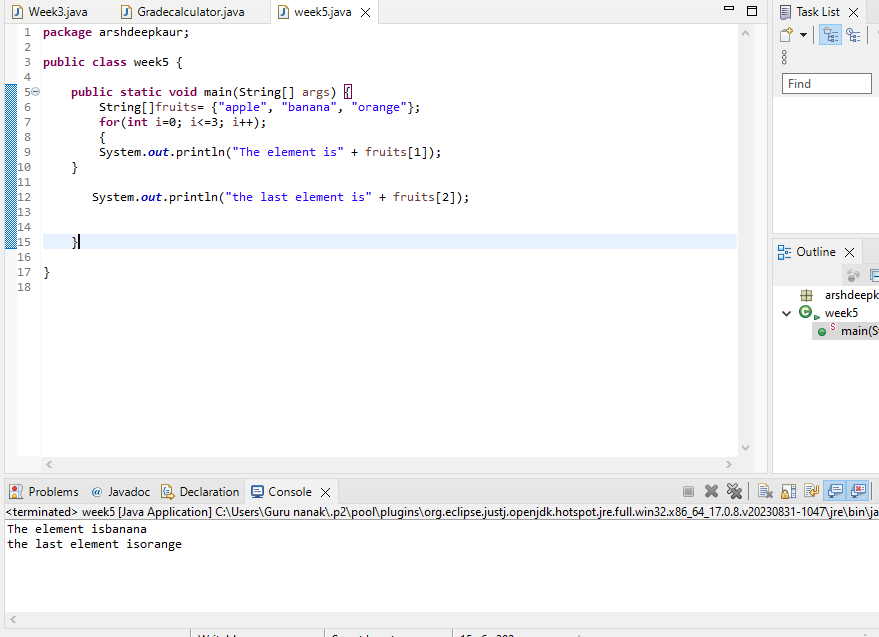 Week3.java Gradecalculator.java week5.java
1 package arshdeepkaur;
2
3 public class week5 {
4
5 public static void main(String[] args) {
6 String[]fruits= {"apple", "banana", "orange"};
7 for(int i=0; i<=3; i++);
8 {
9 System.out.println("The element is" + fruits[1]);
10 }
11
12 System.out.println("the last element is" + fruits[2]);
13
14
15 }
16
17 }
18
Task List
Find
Outline
arshdeepk
week5
main(S
Problems @ Javadoc Declaration Console
<terminated> week5 [Java Application] C:\Users\Guru nanak\.p2\pool\plugins\org.eclipse.justj.openjdk.hotspot.jre.full.win32.x86_64_17.0.8.v20230831-1047\jre\bin\ja
The element isbanana
the last element isorange